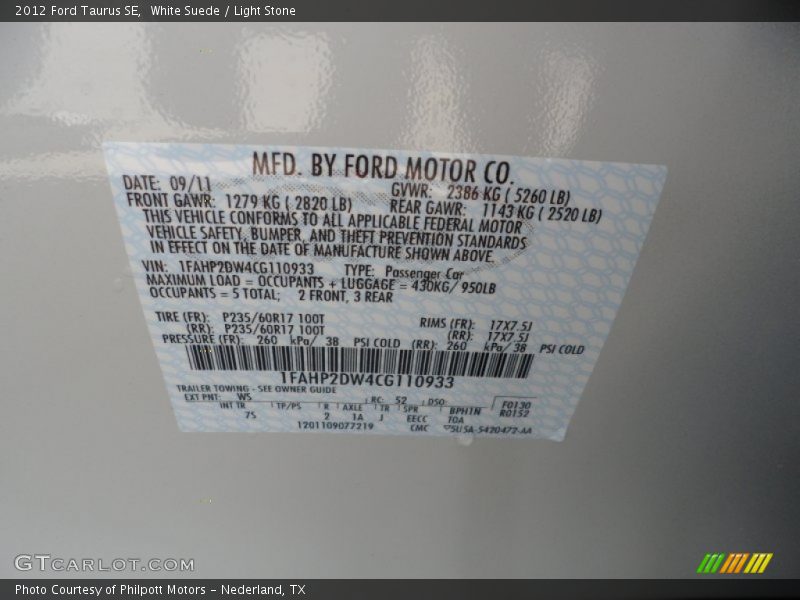 2012 Ford Taurus SE, White Suede / Light Stone
MFD. BY FORD MOTOR CO.
DATE: 09/11 GVWR: 2386 KG ( 5260 LB)
FRONT GAWR: 1279 KG ( 2820 LB) REAR GAWR: 1143 KG ( 2520 LB)
THIS VEHICLE CONFORMS TO ALL APPLICABLE FEDERAL MOTOR
VEHICLE SAFETY, BUMPER, AND THEFT PREVENTION STANDARDS
IN EFFECT ON THE DATE OF MANUFACTURE SHOWN ABOVE.
VIN: 1FAHP2DW4CG110933 TYPE: Passenger Car
MAXIMUM LOAD = OCCUPANTS + LUGGAGE = 430KG/ 950LB
OCCUPANTS = 5 TOTAL; 2 FRONT, 3 REAR
TIRE (FR): P235/60R17 100T RIMS (FR): 17X7.5J
(RR): P235/60R17 100T (RR): 17X7.5J
PRESSURE (FR): 260 kPa/ 38 PSI COLD (RR): 260 kPa/ 38 PSI COLD
1FAHP2DW4CG110933
TRAILER TOWING - SEE OWNER GUIDE
EXT PNT: WS RC: 52 DSO: F0130
INT TR TP/PS R AXLE TR SPR BPH1N R0152
7S 2 1A J EECC 70A
1201109077219 CMC 5U5A-5420472-AA
GTCARLOT.COM
Photo Courtesy of Philpott Motors - Nederland, TX